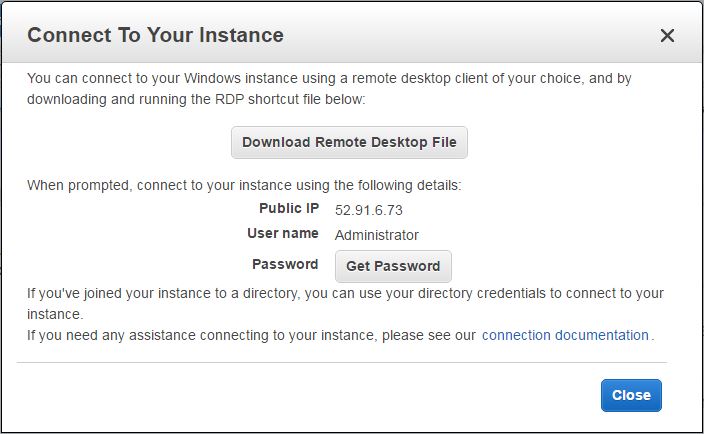 Connect To Your Instance
You can connect to your Windows instance using a remote desktop client of your choice, and by
downloading and running the RDP shortcut file below:
Download Remote Desktop File
When prompted, connect to your instance using the following details:
Public IP 52.91.6.73
User name Administrator
Password Get Password
If you've joined your instance to a directory, you can use your directory credentials to connect to your
instance.
If you need any assistance connecting to your instance, please see our connection documentation.
Close